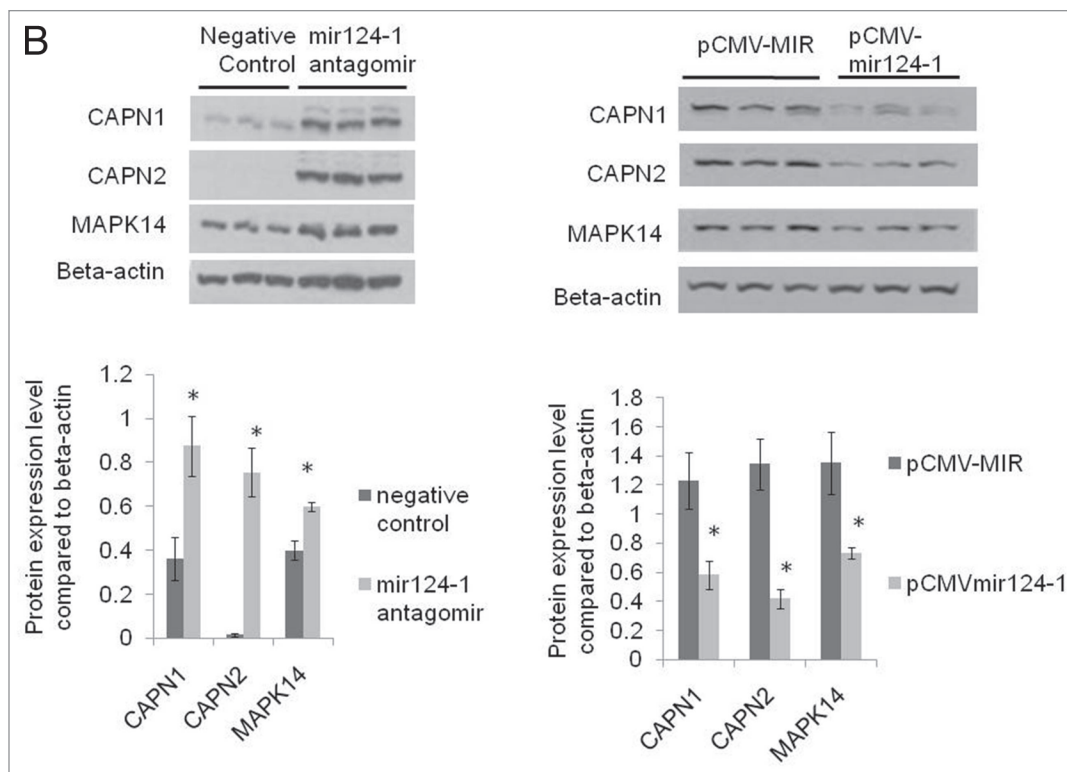 B
Negative
Control
mir124-1
antagomir
CAPN1
CAPN2
MAPK14
Beta-actin
pCMV-MIR
pCMV-
mir124-1
CAPN1
CAPN2
MAPK14
Beta-actin
Protein expression level
compared to beta-actin
1.2
1
0.8
0.6
0.4
0.2
0
*
*
*
CAPN1
CAPN2
MAPK14
negative
control
mir124-1
antagomir
Protein expression level
compared to beta-actin
1.8
1.6
1.4
1.2
1
0.8
0.6
0.4
0.2
0
*
*
*
CAPN1
CAPN2
MAPK14
pCMV-MIR
pCMVmir124-1